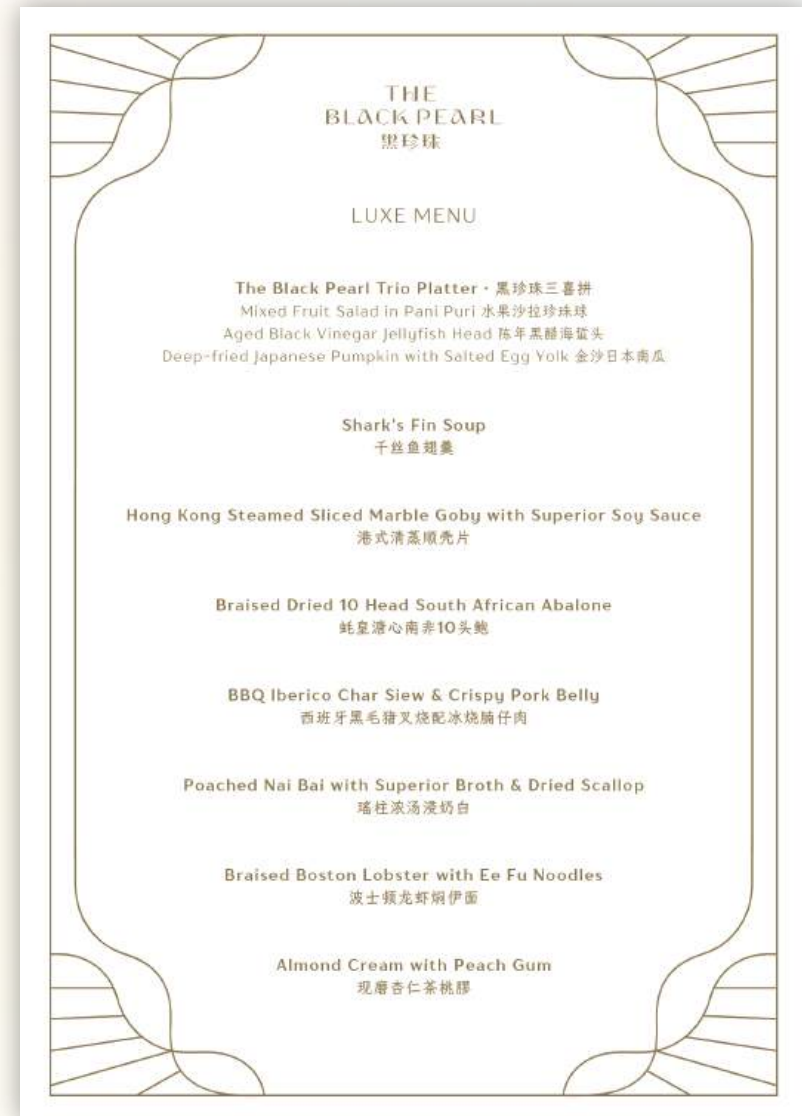 THE
BLACK PEARL
黑珍珠
LUXE MENU
The Black Pearl Trio Platter · 黑珍珠三喜拼
Mixed Fruit Salad in Pani Puri 水果沙拉珍珠球
Aged Black Vinegar Jellyfish Head 陈年黑醋海蜇头
Deep-fried Japanese Pumpkin with Salted Egg Yolk 金沙日本南瓜
Shark's Fin Soup
千丝鱼翅羹
Hong Kong Steamed Sliced Marble Goby with Superior Soy Sauce
港式清蒸顺壳片
Braised Dried 10 Head South African Abalone
蚝皇溏心南非10头鲍
BBQ Iberico Char Siew & Crispy Pork Belly
西班牙黑毛猪叉烧配冰烧腩仔肉
Poached Nai Bai with Superior Broth & Dried Scallop
瑶柱浓汤浸奶白
Braised Boston Lobster with Ee Fu Noodles
波士顿龙虾焖伊面
Almond Cream with Peach Gum
现磨杏仁茶桃膠